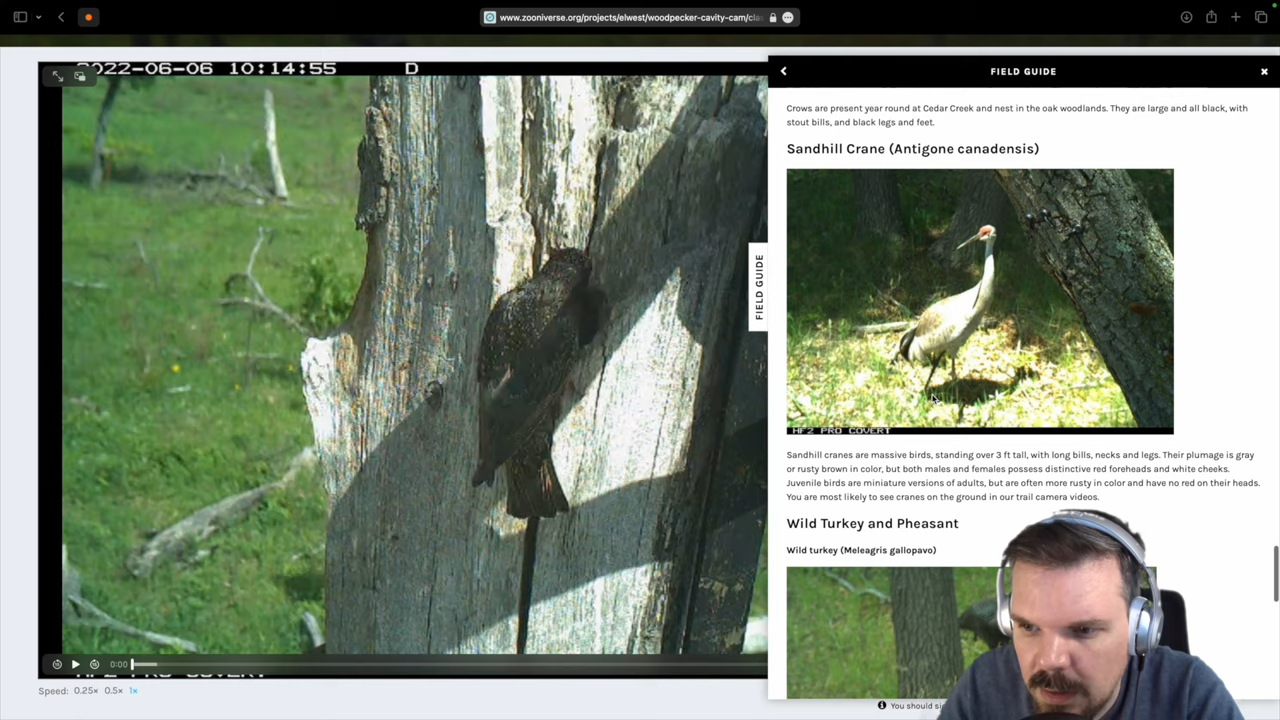 www.zooniverse.org/projects/elwest/woodpecker-cavity-cam/cla
2022-06-06 10:14:55 D
FIELD GUIDE
Crows are present year round at Cedar Creek and nest in the oak woodlands. They are large and all black, with
stout bills, and black legs and feet.
Sandhill Crane (Antigone canadensis)
HF2 PRO COVERT
FIELD GUIDE
Sandhill cranes are massive birds, standing over 3 ft tall, with long bills, necks and legs. Their plumage is gray
or rusty brown in color, but both males and females possess distinctive red foreheads and white cheeks.
Juvenile birds are miniature versions of adults, but are often more rusty in color and have no red on their heads.
You are most likely to see cranes on the ground in our trail camera videos.
Wild Turkey and Pheasant
Wild turkey (Meleagris gallopavo)
0:00
HF2 PRO COVERT
Speed: 0.25× 0.5× 1×
You should si